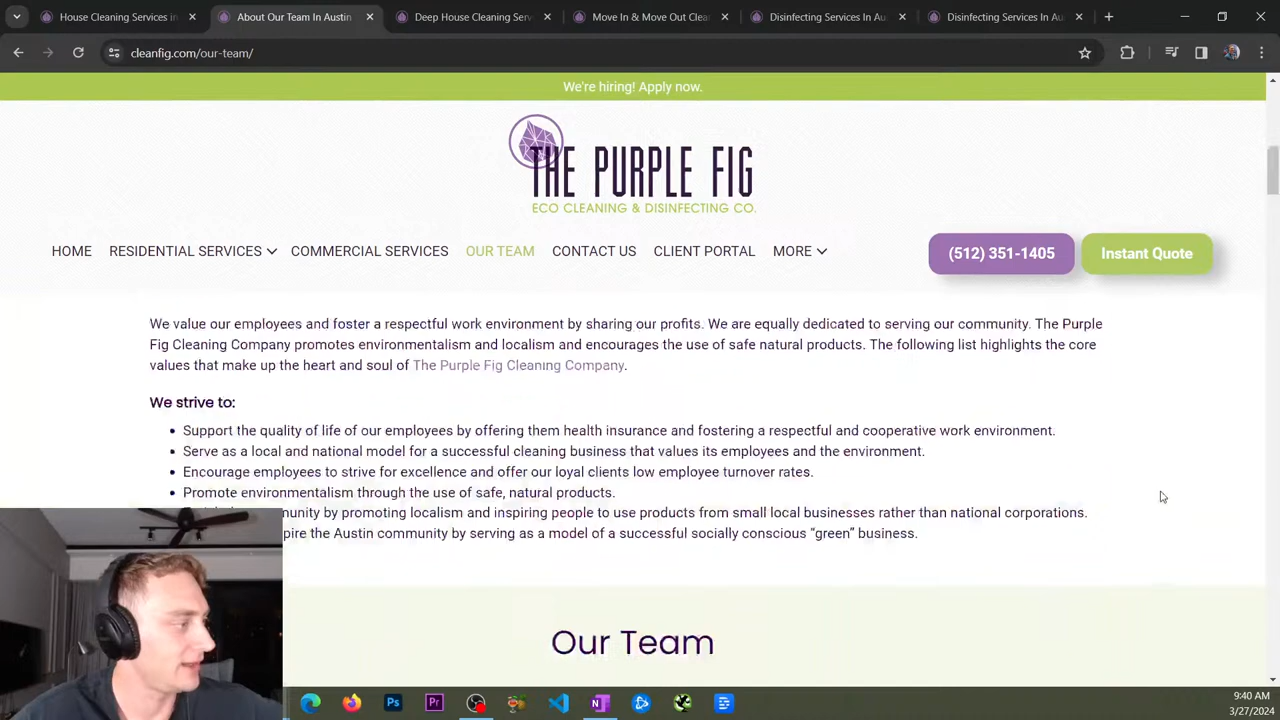 House Cleaning Services in
About Our Team In Austin
Deep House Cleaning Serv
Move In & Move Out Clea
Disinfecting Services In Au
Disinfecting Services In Au
cleanfig.com/our-team/
We're hiring! Apply now.
THE PURPLE FIG
ECO CLEANING & DISINFECTING CO.
HOME RESIDENTIAL SERVICES COMMERCIAL SERVICES OUR TEAM CONTACT US CLIENT PORTAL MORE
(512) 351-1405
Instant Quote
We value our employees and foster a respectful work environment by sharing our profits. We are equally dedicated to serving our community. The Purple
Fig Cleaning Company promotes environmentalism and localism and encourages the use of safe natural products. The following list highlights the core
values that make up the heart and soul of The Purple Fig Cleaning Company.
We strive to:
Support the quality of life of our employees by offering them health insurance and fostering a respectful and cooperative work environment.
Serve as a local and national model for a successful cleaning business that values its employees and the environment.
Encourage employees to strive for excellence and offer our loyal clients low employee turnover rates.
Promote environmentalism through the use of safe, natural products.
by promoting localism and inspiring people to use products from small local businesses rather than national corporations.
the Austin community by serving as a model of a successful socially conscious “green” business.
Our Team
Ps
Pr
N
9:40 AM
3/27/2024